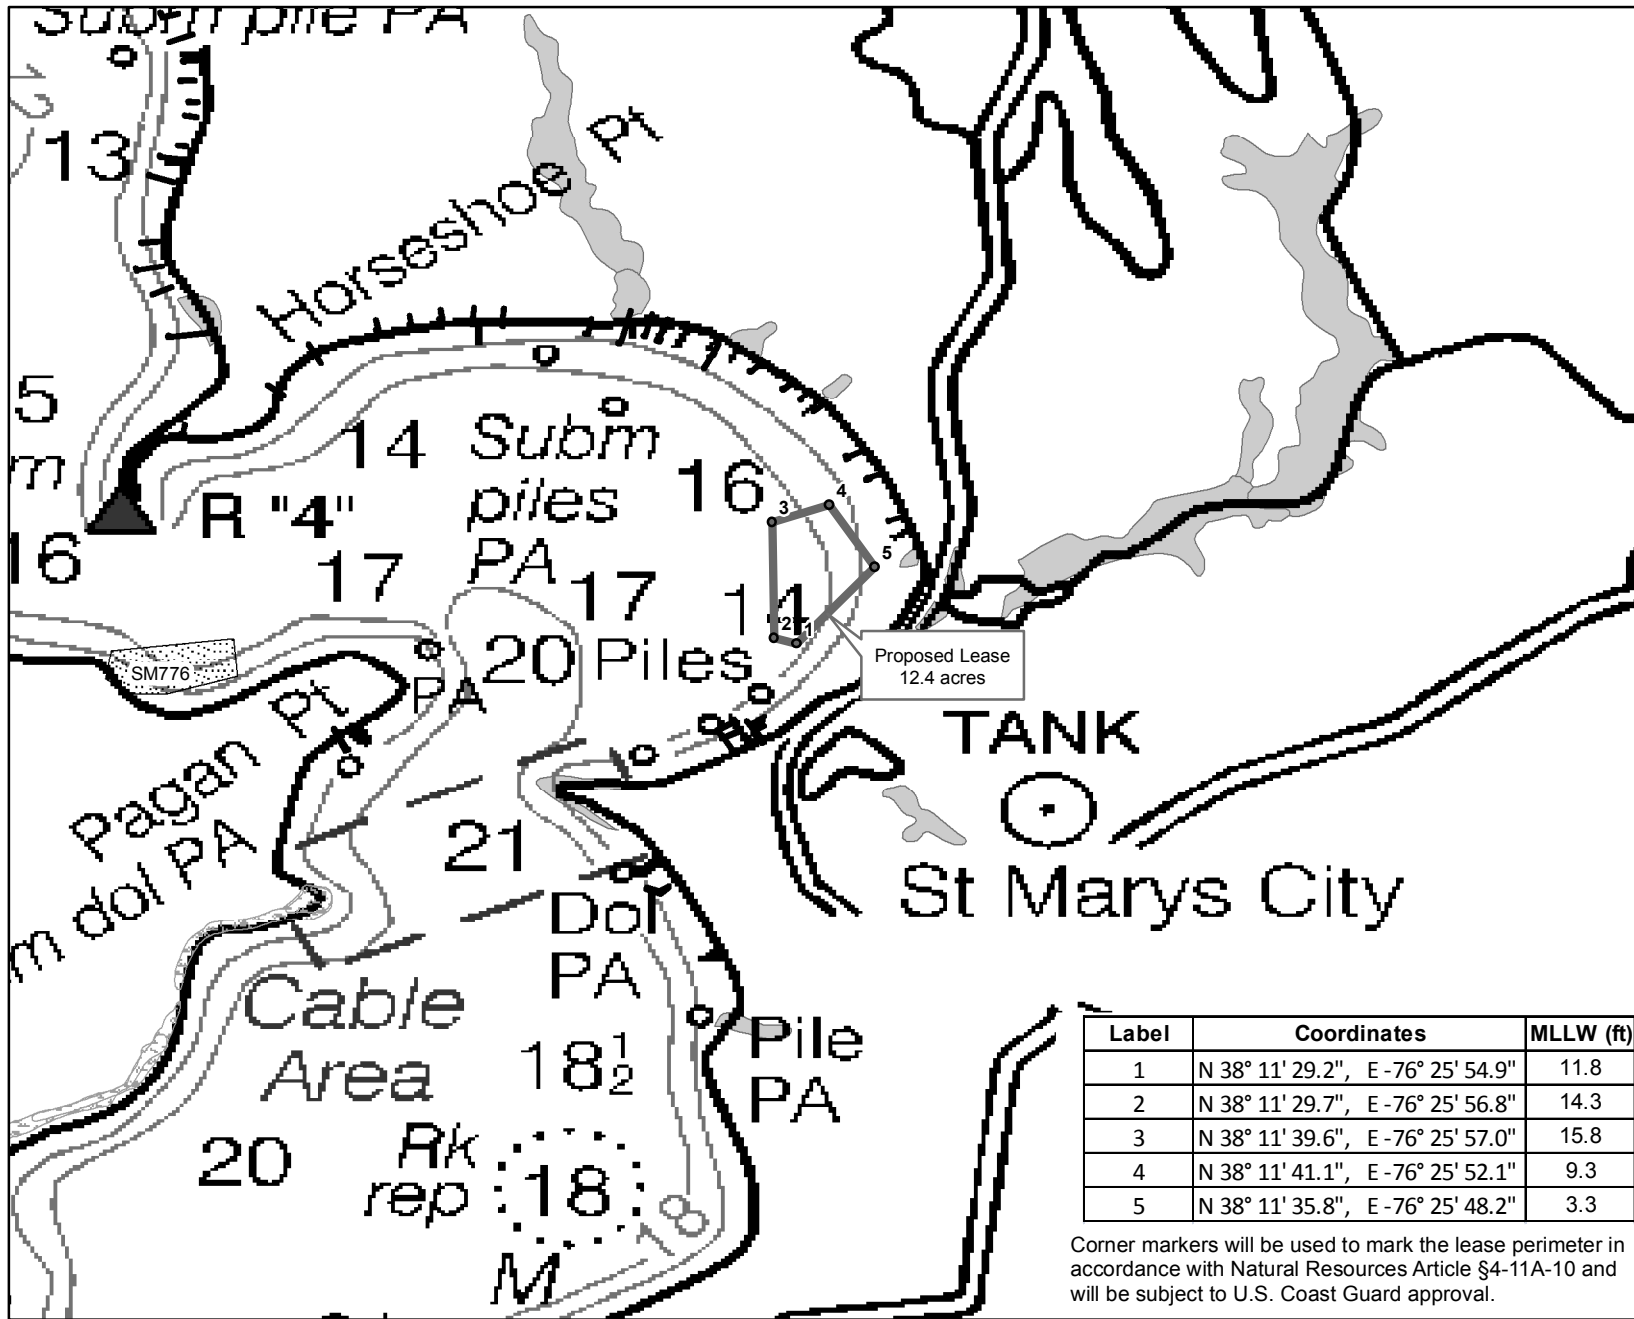 Subm pile PA
12
13
Horseshoe Pt
5
14
Subm
piles
PA
16
R "4"
16
17
17
14
3
4
5
2
1
20 Piles
Proposed Lease
12.4 acres
SM776
PA
Pagan Pt
m dol PA
TANK
21
St Marys City
Dol
PA
Cable
Area
18 1/2
Pile
PA
20
Rk
rep
18
18
M
Label Coordinates MLLW (ft)
1 N 38° 11' 29.2", E -76° 25' 54.9" 11.8
2 N 38° 11' 29.7", E -76° 25' 56.8" 14.3
3 N 38° 11' 39.6", E -76° 25' 57.0" 15.8
4 N 38° 11' 41.1", E -76° 25' 52.1" 9.3
5 N 38° 11' 35.8", E -76° 25' 48.2" 3.3
Corner markers will be used to mark the lease perimeter in
accordance with Natural Resources Article §4-11A-10 and
will be subject to U.S. Coast Guard approval.